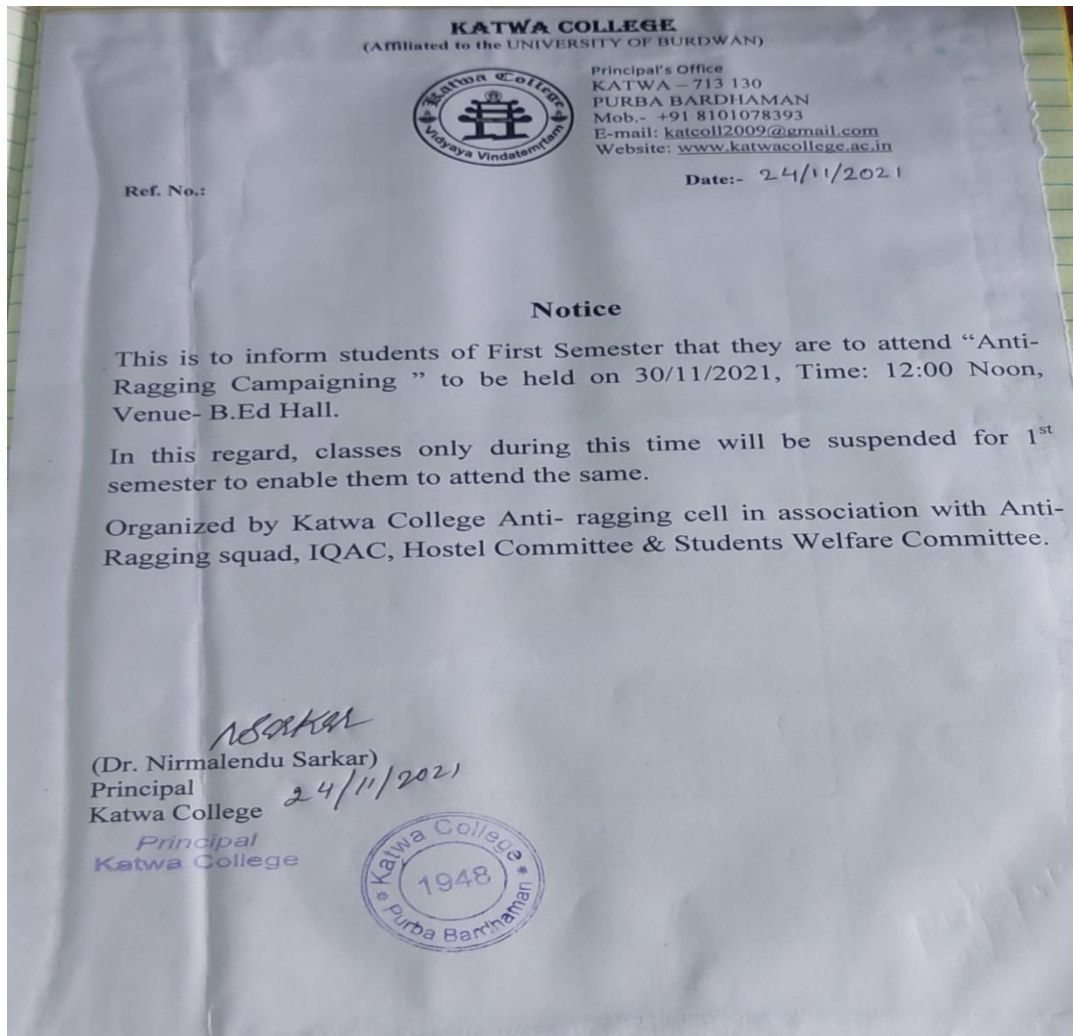 KATWA COLLEGE
(Affiliated to the UNIVERSITY OF BURDWAN)
Katwa College
Vidyaya Vindatemrtam
Principal's Office
KATWA – 713 130
PURBA BARDHAMAN
Mob.- +91 8101078393
E-mail: katcoll2009@gmail.com
Website: www.katwacollege.ac.in
Ref. No.:
Date:- 24/11/2021
Notice
This is to inform students of First Semester that they are to attend “Anti-
Ragging Campaigning ” to be held on 30/11/2021, Time: 12:00 Noon,
Venue- B.Ed Hall.
In this regard, classes only during this time will be suspended for 1st
semester to enable them to attend the same.
Organized by Katwa College Anti- ragging cell in association with Anti-
Ragging squad, IQAC, Hostel Committee & Students Welfare Committee.
NSarkar
(Dr. Nirmalendu Sarkar)
Principal
24/11/2021
Katwa College
Principal
Katwa College
Katwa College
1948
* Purba Bardhaman *